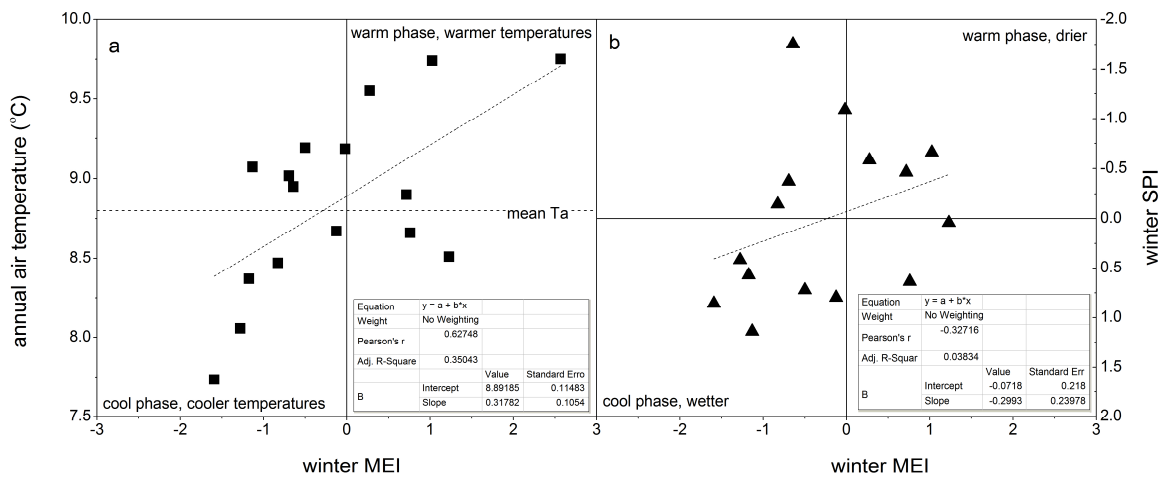 a
warm phase, warmer temperatures
b
warm phase, drier
annual air temperature (°C)
10.0
9.5
9.0
8.5
8.0
7.5
mean Ta
cool phase, cooler temperatures
Equation y = a + b*x
Weight No Weighting
Pearson's r 0.62748
Adj. R-Square 0.35043
Value Standard Erro
B Intercept 8.89185 0.11483
Slope 0.31782 0.1054
-3 -2 -1 0 1 2 3
winter MEI
cool phase, wetter
Equation y = a + b*x
Weight No Weighting
Pearson's r -0.32716
Adj. R-Squar 0.03834
Value Standard Err
B Intercept -0.0718 0.218
Slope -0.2993 0.23978
-2 -1 0 1 2 3
winter MEI
-2.0
-1.5
-1.0
-0.5
0.0
0.5
1.0
1.5
2.0
winter SPI